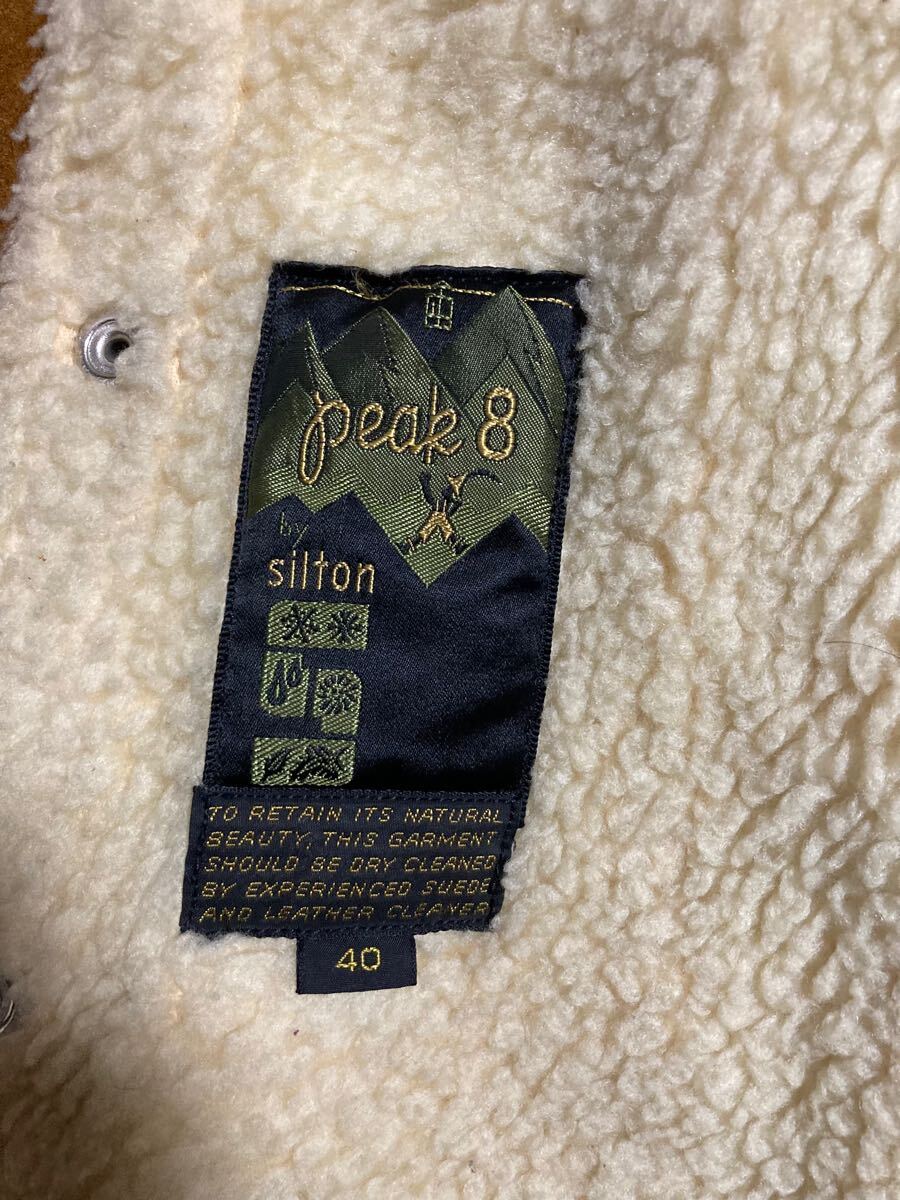 peak 8
by
silton
TO RETAIN ITS NATURAL
BEAUTY, THIS GARMENT
SHOULD BE DRY CLEANED
BY EXPERIENCED SUEDE
AND LEATHER CLEANER
40